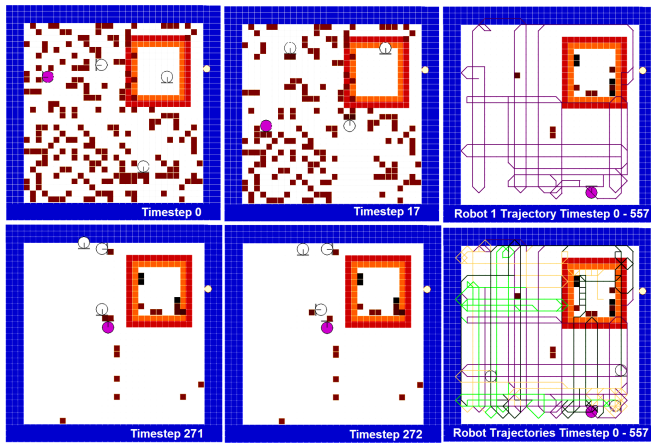 Timestep 0
Timestep 17
Robot 1 Trajectory Timestep 0 - 557
Timestep 271
Timestep 272
Robot Trajectories Timestep 0 - 557